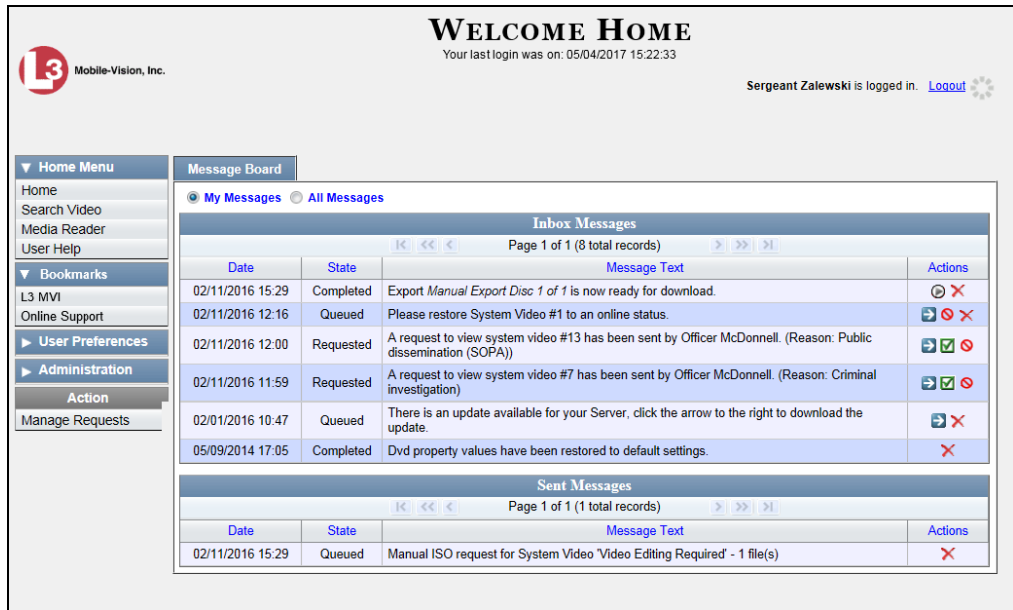 WELCOME HOME
Your last login was on: 05/04/2017 15:22:33
L3 Mobile-Vision, Inc.
Sergeant Zalewski is logged in. Logout
Home Menu
Home
Search Video
Media Reader
User Help
Bookmarks
L3 MVI
Online Support
User Preferences
Administration
Action
Manage Requests
Message Board
My Messages All Messages
Inbox Messages
Page 1 of 1 (8 total records)
Date State Message Text Actions
02/11/2016 15:29 Completed Export Manual Export Disc 1 of 1 is now ready for download.
02/11/2016 12:16 Queued Please restore System Video #1 to an online status.
02/11/2016 12:00 Requested A request to view system video #13 has been sent by Officer McDonnell. (Reason: Public
dissemination (SOPA))
02/11/2016 11:59 Requested A request to view system video #7 has been sent by Officer McDonnell. (Reason: Criminal
investigation)
02/01/2016 10:47 Queued There is an update available for your Server, click the arrow to the right to download the
update.
05/09/2014 17:05 Completed Dvd property values have been restored to default settings.
Sent Messages
Page 1 of 1 (1 total records)
Date State Message Text Actions
02/11/2016 15:29 Queued Manual ISO request for System Video 'Video Editing Required' - 1 file(s)